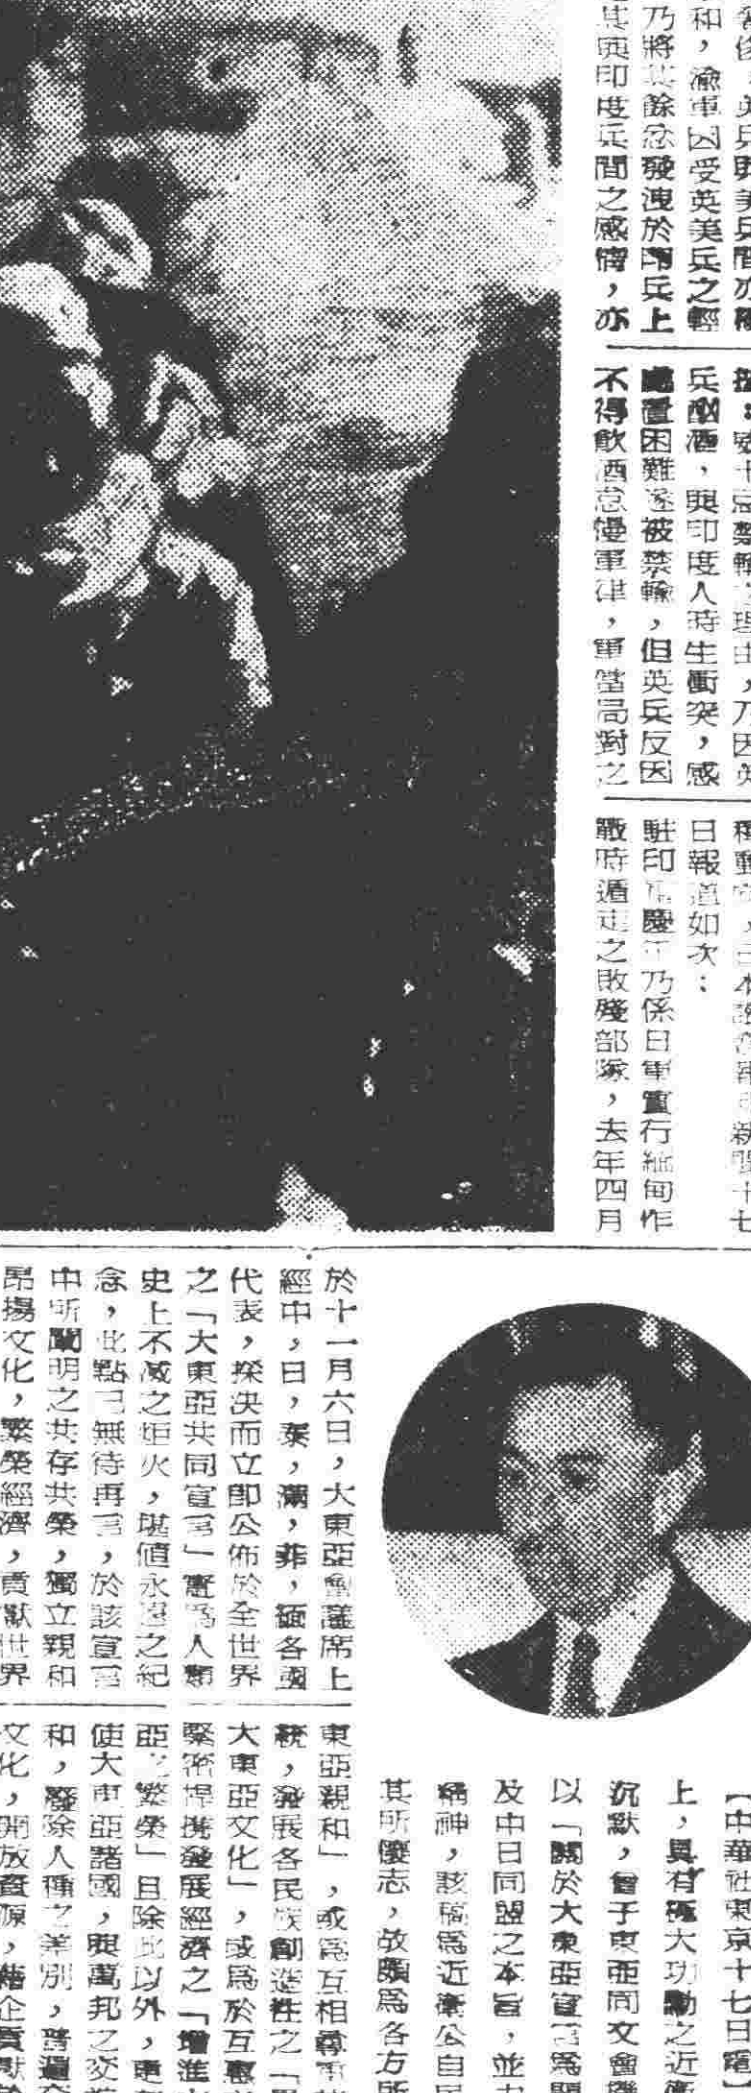 和，渝軍因受英美兵之輕
乃將其餘忿發洩於印兵上
其與印度兵間之感情，亦
兵酗酒，與印度人時生衝突，感
處置困難遂被禁輸，但英兵反因
不得飲酒怠慢軍律，軍當局對之
日報道如次：
駐印重慶軍乃係日軍實行緬甸作
戰時遁走之敗殘部隊，去年四月
【中華社東京十七日電】
上，具有極大功勳之近衛
沉默，曾于東亞同文會
以「關於大東亞宣言爲
及中日同盟之本旨，並
精神，該稿爲近衛公自
其所懷志，故頗爲各方所
於十一月六日，大東亞會議席上
經中，日，泰，滿，菲，緬各國
代表，採決而立即公佈於全世界
之「大東亞共同宣言」實爲人類
史上不滅之炬火，堪值永遠之紀
念，此點已無待再言，於該宣言
中所闡明之共存共榮，獨立親和
昂揚文化，繁榮經濟，貢獻世界
東亞親和」，或爲互相尊重
統，發展各民族創造性之「
大東亞文化」，或爲於互惠
緊密提携發展經濟之「增進
亞之繁榮」且除此以外，更
使大東亞諸國，與萬邦之交
和，廢除人種之差別，普遍
文化，開放資源，藉企貢獻